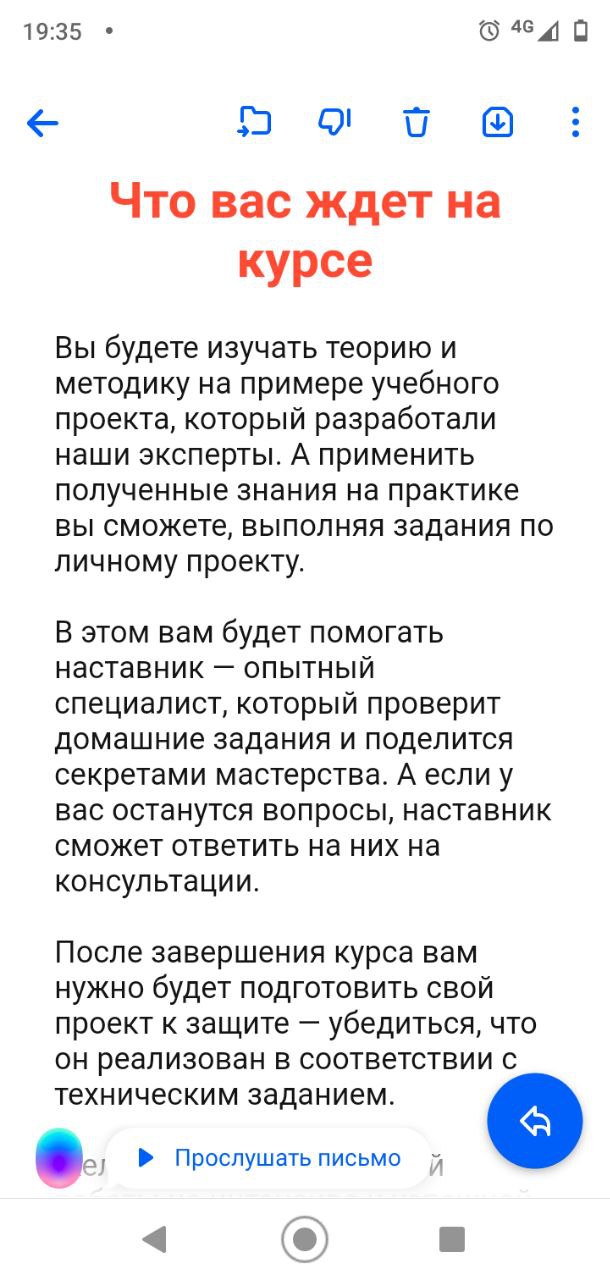 19:35
4G
Что вас ждет на
курсе
Вы будете изучать теорию и
методику на примере учебного
проекта, который разработали
наши эксперты. А применить
полученные знания на практике
вы сможете, выполняя задания по
личному проекту.
В этом вам будет помогать
наставник — опытный
специалист, который проверит
домашние задания и поделится
секретами мастерства. А если у
вас останутся вопросы, наставник
сможет ответить на них на
консультации.
После завершения курса вам
нужно будет подготовить свой
проект к защите — убедиться, что
он реализован в соответствии с
техническим заданием.
Прослушать письмо